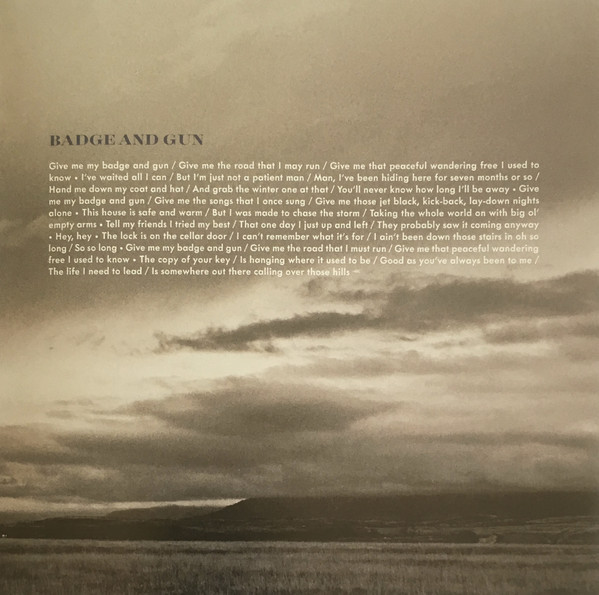 BADGE AND GUN
Give me my badge and gun / Give me the road that I may run / Give me that peaceful wandering free I used to
know • I've waited all I can / But I'm just not a patient man / Man, I've been hiding here for seven months or so /
Hand me down my coat and hat / And grab the winter one at that / You'll never know how long I'll be away • Give
me my badge and gun / Give me the songs that I once sung / Give me those jet black, kick-back, lay-down nights
alone • This house is safe and warm / But I was made to chase the storm / Taking the whole world on with big ol'
empty arms • Tell my friends I tried my best / That one day I just up and left / They probably saw it coming anyway
• Hey, hey • The lock is on the cellar door / I can't remember what it's for / I ain't been down those stairs in oh so
long / So so long • Give me my badge and gun / Give me the road that I must run / Give me that peaceful wandering
free I used to known • The copy of your key / Is hanging where it used to be / Good as you've always been to me /
The life I need to lead / Is somewhere out there calling over those hills